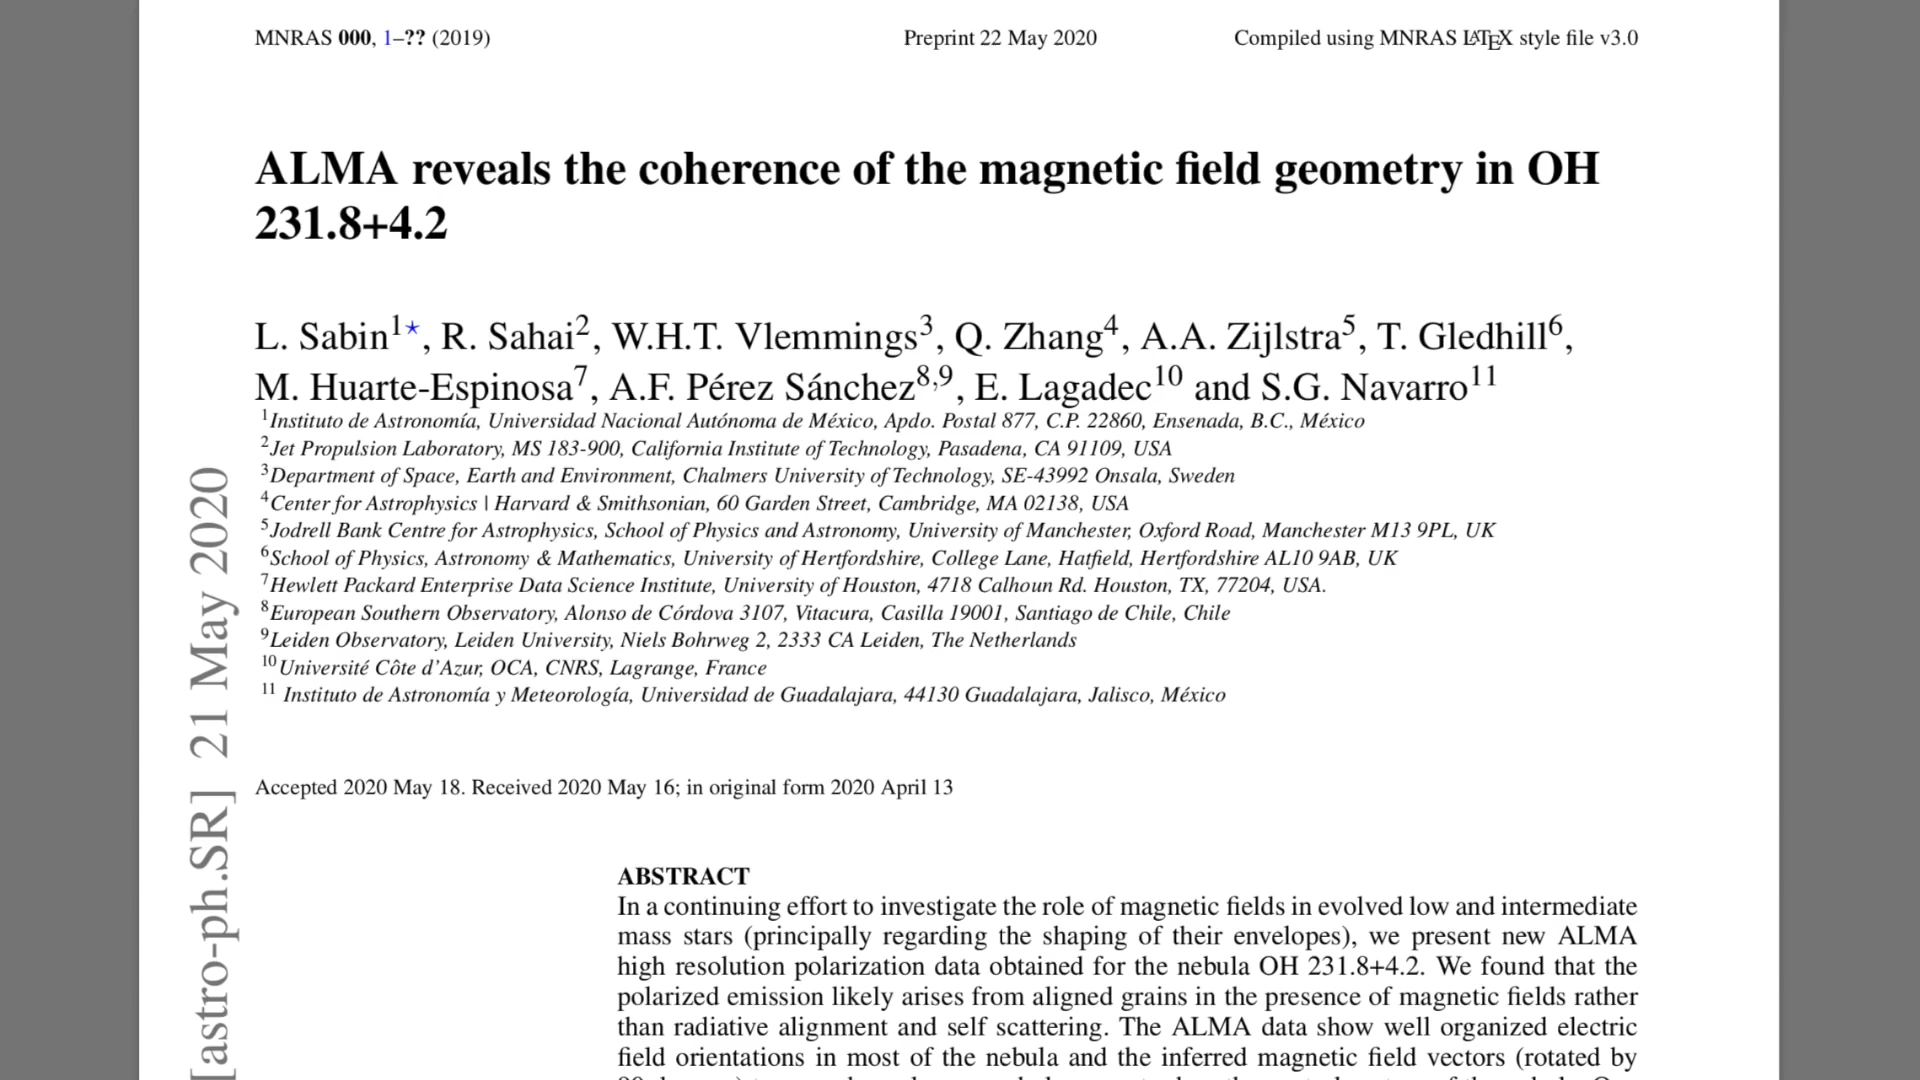 MNRAS 000, 1–?? (2019) Preprint 22 May 2020 Compiled using MNRAS LATEX style file v3.0
ALMA reveals the coherence of the magnetic field geometry in OH
231.8+4.2
L. Sabin1⋆, R. Sahai2, W.H.T. Vlemmings3, Q. Zhang4, A.A. Zijlstra5, T. Gledhill6,
M. Huarte-Espinosa7, A.F. Pérez Sánchez8,9, E. Lagadec10 and S.G. Navarro11
1Instituto de Astronomía, Universidad Nacional Autónoma de México, Apdo. Postal 877, C.P. 22860, Ensenada, B.C., México
2Jet Propulsion Laboratory, MS 183-900, California Institute of Technology, Pasadena, CA 91109, USA
3Department of Space, Earth and Environment, Chalmers University of Technology, SE-43992 Onsala, Sweden
4Center for Astrophysics | Harvard & Smithsonian, 60 Garden Street, Cambridge, MA 02138, USA
5Jodrell Bank Centre for Astrophysics, School of Physics and Astronomy, University of Manchester, Oxford Road, Manchester M13 9PL, UK
6School of Physics, Astronomy & Mathematics, University of Hertfordshire, College Lane, Hatfield, Hertfordshire AL10 9AB, UK
7Hewlett Packard Enterprise Data Science Institute, University of Houston, 4718 Calhoun Rd. Houston, TX, 77204, USA.
8European Southern Observatory, Alonso de Córdova 3107, Vitacura, Casilla 19001, Santiago de Chile, Chile
9Leiden Observatory, Leiden University, Niels Bohrweg 2, 2333 CA Leiden, The Netherlands
10Université Côte d'Azur, OCA, CNRS, Lagrange, France
11 Instituto de Astronomía y Meteorología, Universidad de Guadalajara, 44130 Guadalajara, Jalisco, México
Accepted 2020 May 18. Received 2020 May 16; in original form 2020 April 13
ABSTRACT
In a continuing effort to investigate the role of magnetic fields in evolved low and intermediate
mass stars (principally regarding the shaping of their envelopes), we present new ALMA
high resolution polarization data obtained for the nebula OH 231.8+4.2. We found that the
polarized emission likely arises from aligned grains in the presence of magnetic fields rather
than radiative alignment and self scattering. The ALMA data show well organized electric
field orientations in most of the nebula and the inferred magnetic field vectors (rotated by
[astro-ph.SR] 21 May 2020